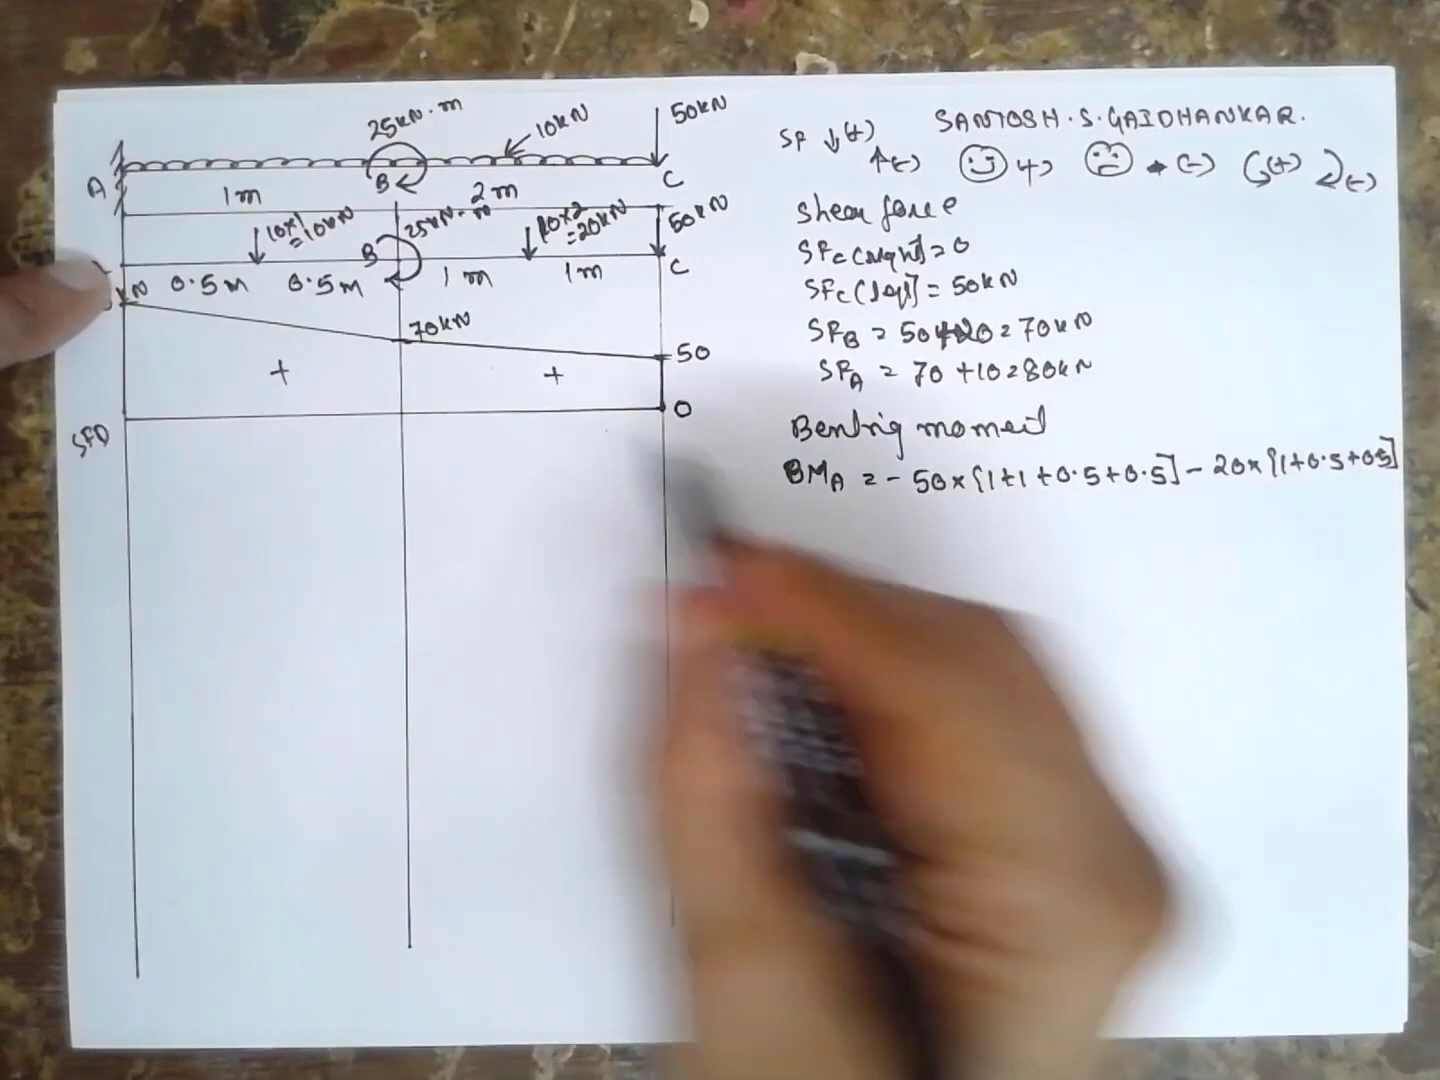 25KN.m
10KN
50KN
A
B
C
1m
2m
10×1
=10KN
25KN-m
10×2
=20KN
50KN
B
C
0.5m
0.5m
1m
1m
KN
70KN
50
+
+
0
SFD
SANTOSH.S.GAIDHANKAR.
SF ↓(+)
↑(-)
(+)
(-)
(+)
(-)
Shear force
SFc(right)=0
SFc(left)=50KN
SFB = 50+20=70KN
SFA = 70+10=80KN
Bending moment
BMA = -50×[1+1+0.5+0.5]-20×[1+0.5+0.5]